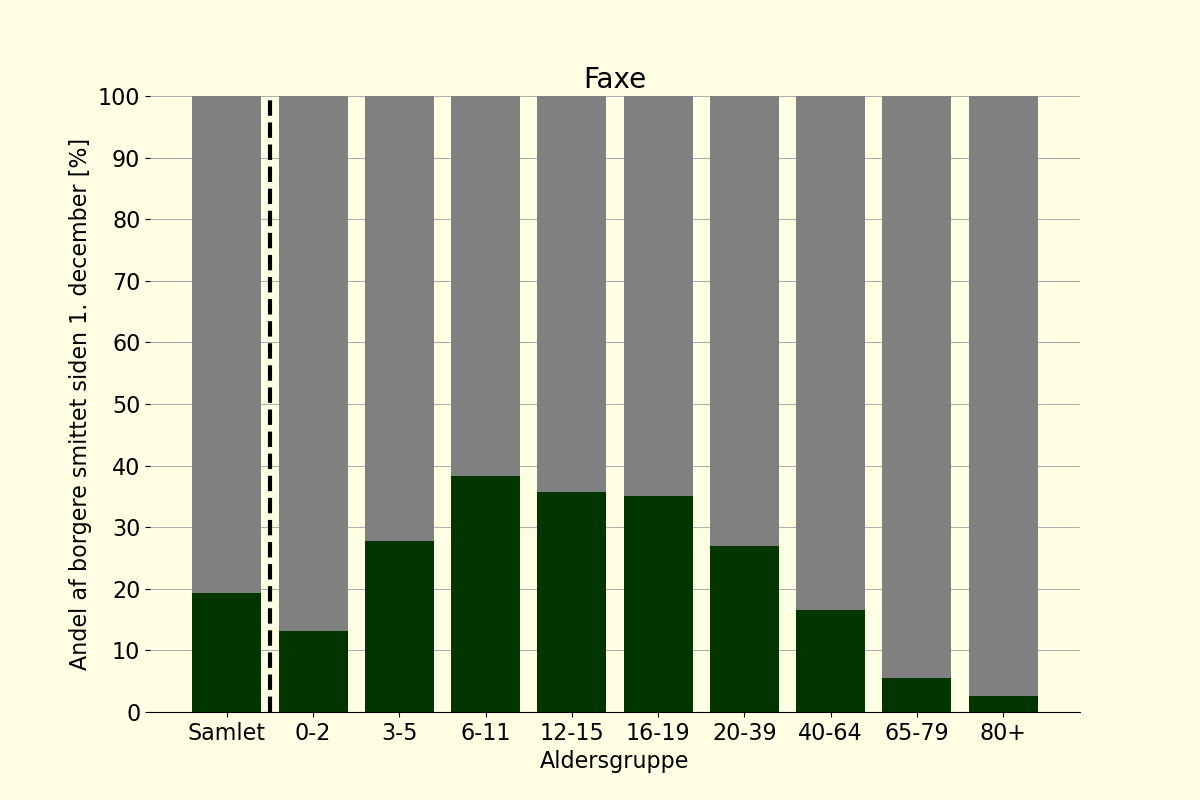 Faxe
Andel af borgere smittet siden 1. december [%]
100
90
80
70
60
50
40
30
20
10
0
Samlet 0-2 3-5 6-11 12-15 16-19 20-39 40-64 65-79 80+
Aldersgruppe